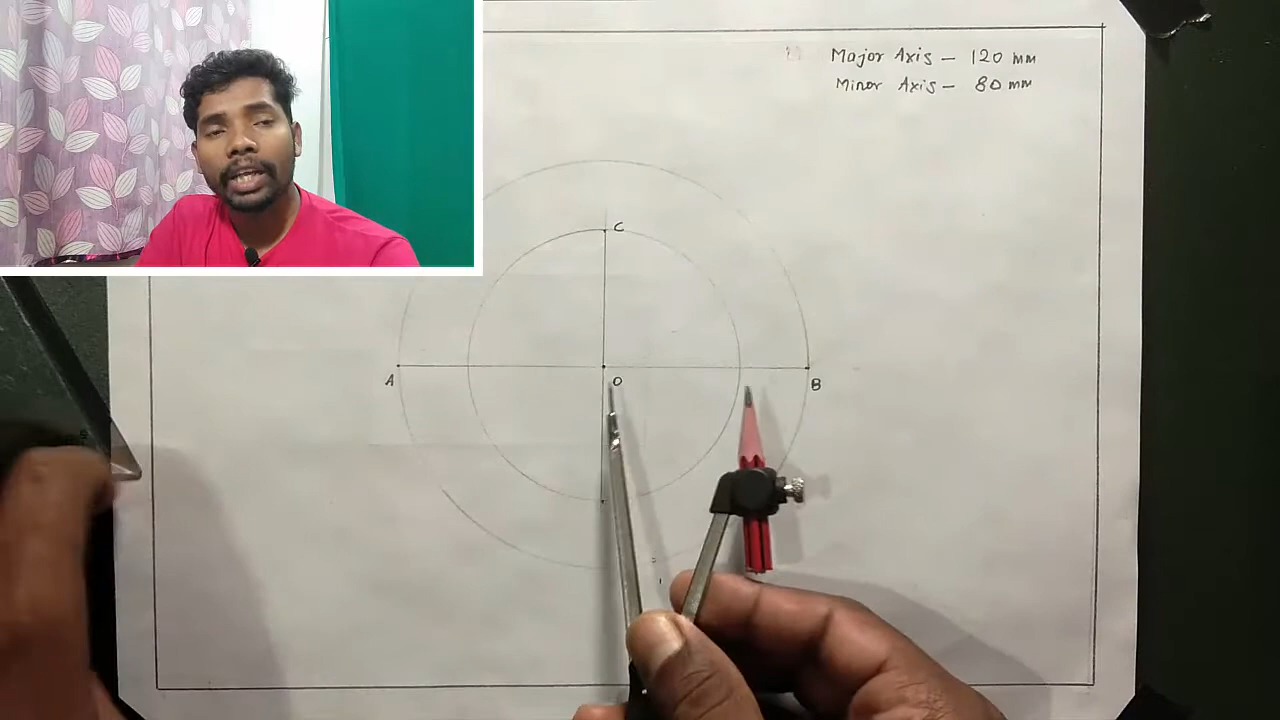 Major Axis – 120 mm
Minor Axis – 80 mm
C
A
O
B